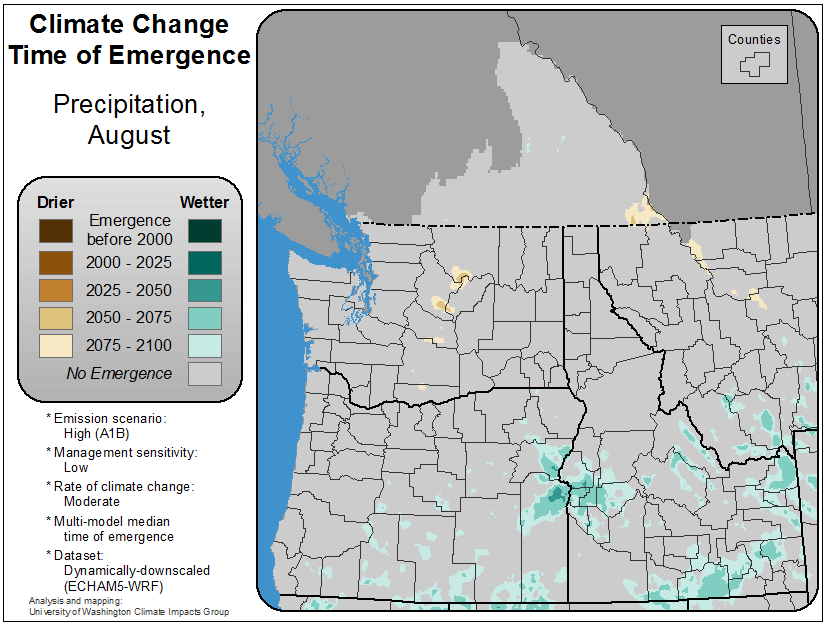 Climate Change
Time of Emergence
Precipitation,
August
Drier
Wetter
Emergence
before 2000
2000 - 2025
2025 - 2050
2050 - 2075
2075 - 2100
No Emergence
* Emission scenario:
High (A1B)
* Management sensitivity:
Low
* Rate of climate change:
Moderate
* Multi-model median
time of emergence
* Dataset:
Dynamically-downscaled
(ECHAM5-WRF)
Analysis and mapping:
University of Washington Climate Impacts Group
Counties